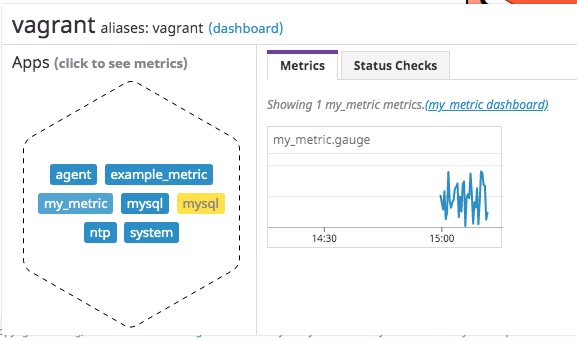 vagrant aliases: vagrant (dashboard)
Apps (click to see metrics)
agent example_metric
my_metric mysql mysql
ntp system
Metrics Status Checks
Showing 1 my_metric metrics.(my_metric dashboard)
my_metric.gauge
14:30 15:00